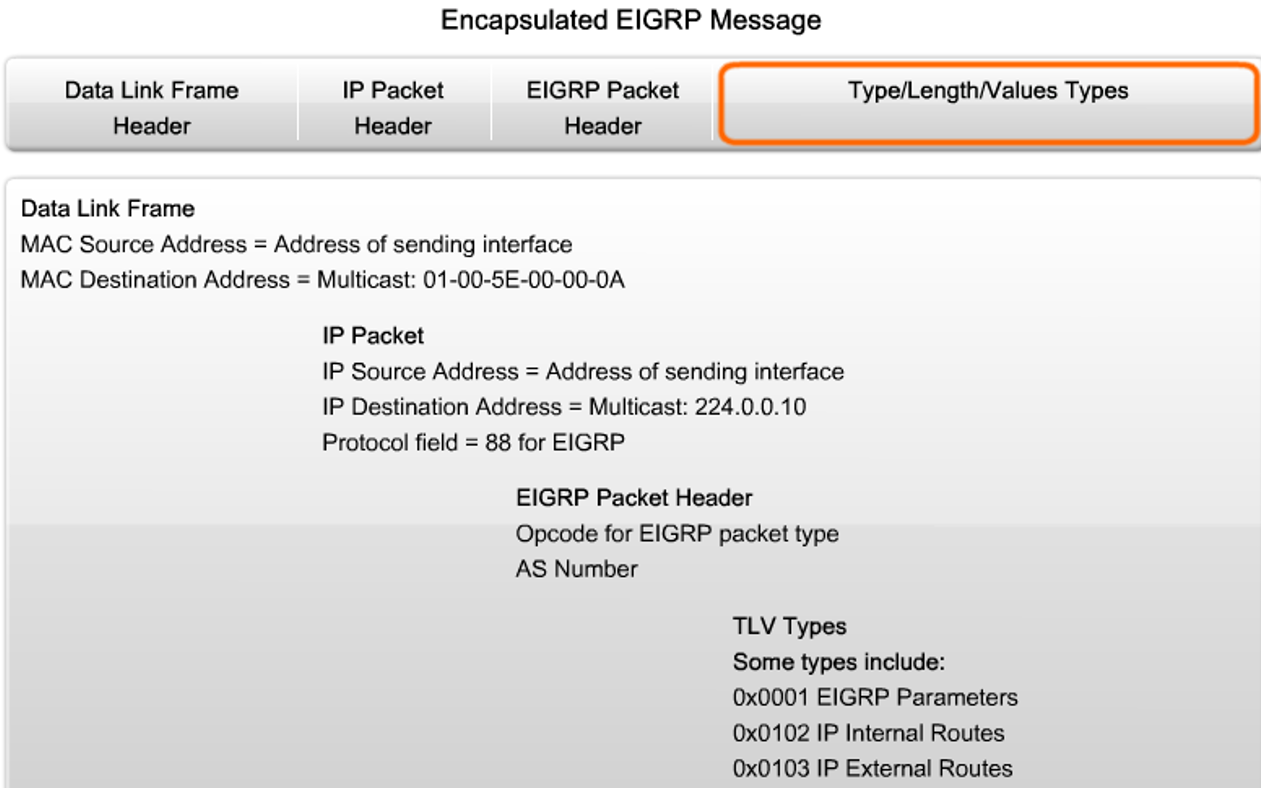 Encapsulated EIGRP Message
Data Link Frame Header
IP Packet Header
EIGRP Packet Header
Type/Length/Values Types
Data Link Frame
MAC Source Address = Address of sending interface
MAC Destination Address = Multicast: 01-00-5E-00-00-0A
IP Packet
IP Source Address = Address of sending interface
IP Destination Address = Multicast: 224.0.0.10
Protocol field = 88 for EIGRP
EIGRP Packet Header
Opcode for EIGRP packet type
AS Number
TLV Types
Some types include:
0x0001 EIGRP Parameters
0x0102 IP Internal Routes
0x0103 IP External Routes